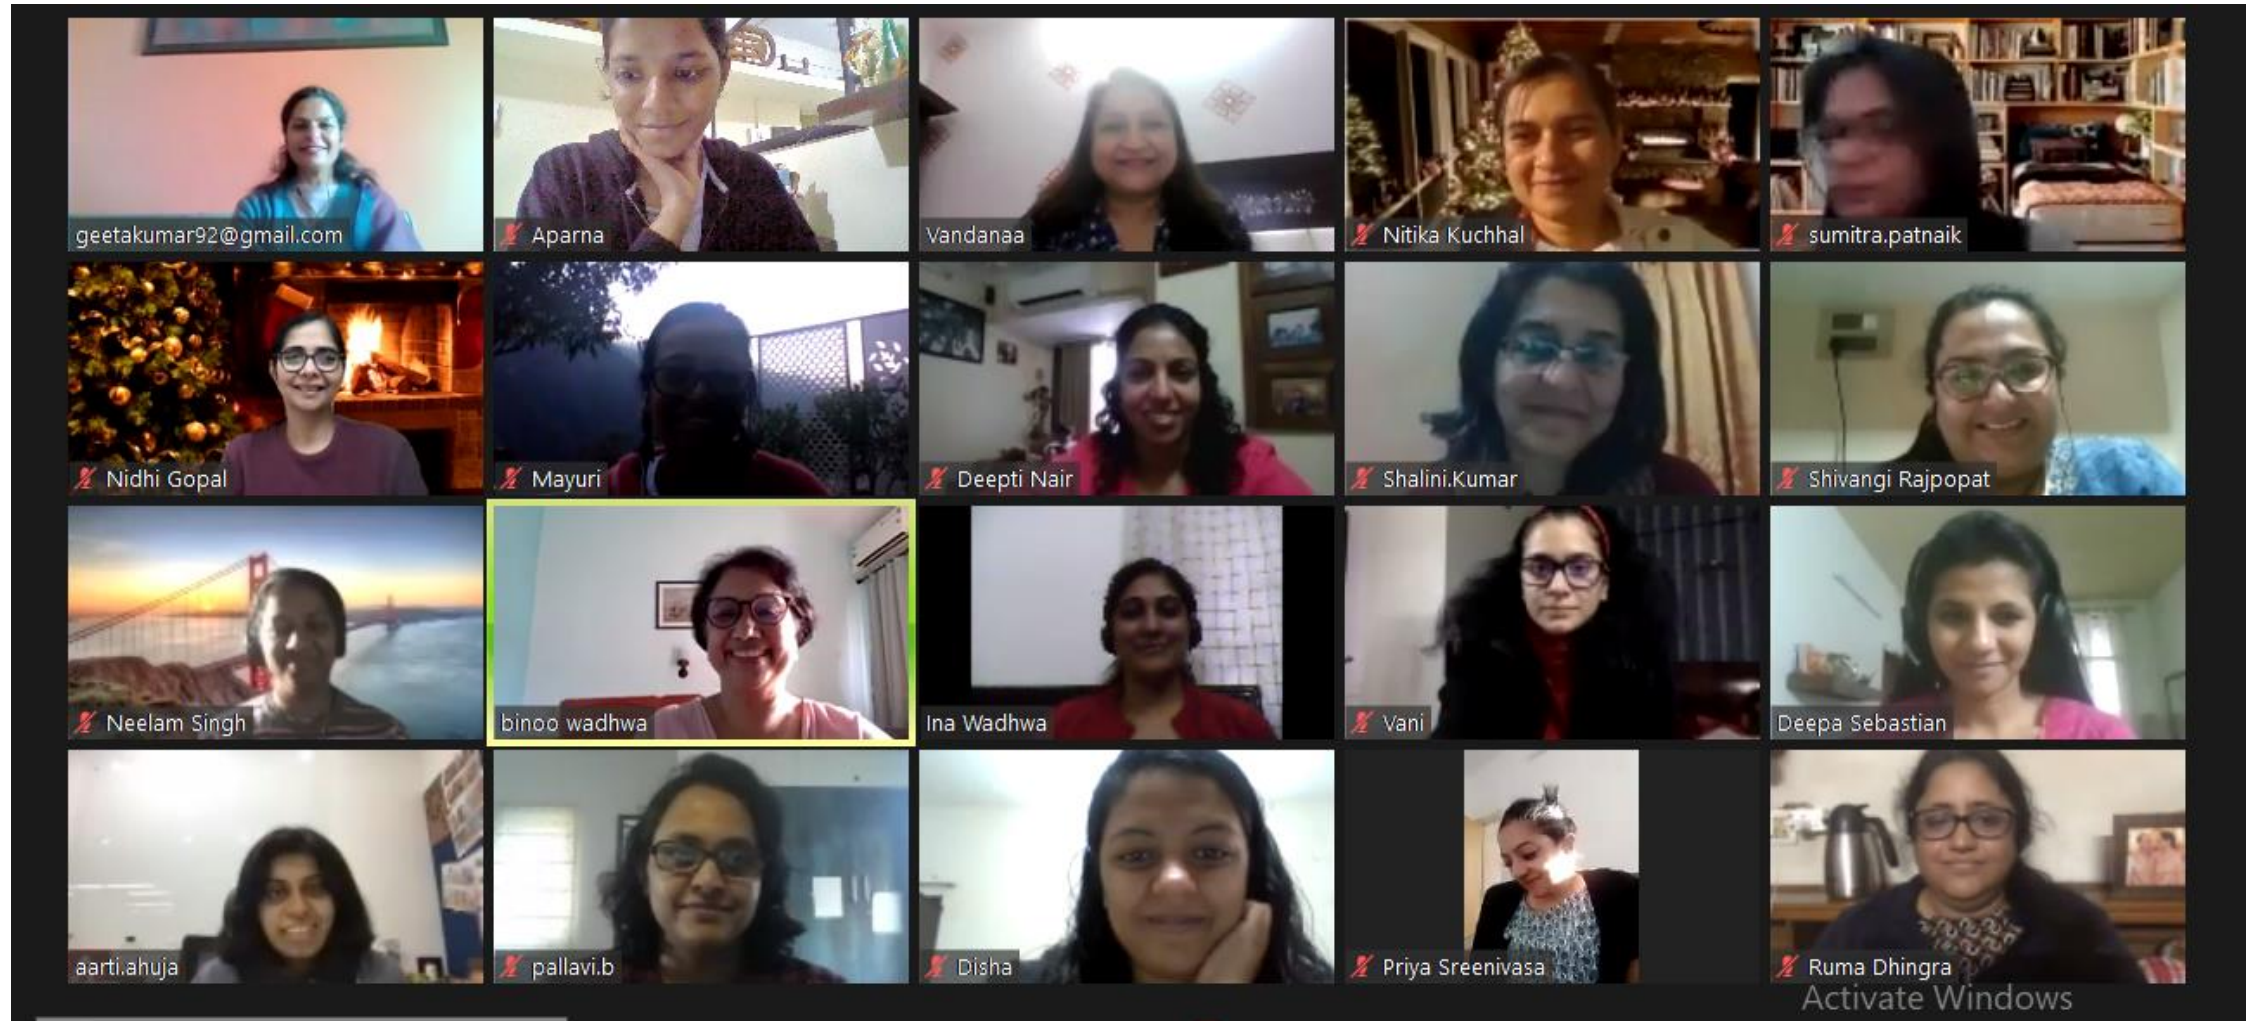 geetakumar92@gmail.com
Aparna
Vandanaa
Nitika Kuchhal
sumitra.patnaik
Nidhi Gopal
Mayuri
Deepti Nair
Shalini.Kumar
Shivangi Rajpopat
Neelam Singh
binoo wadhwa
Ina Wadhwa
Vani
Deepa Sebastian
aarti.ahuja
pallavi.b
Disha
Priya Sreenivasa
Ruma Dhingra
Activate Windows